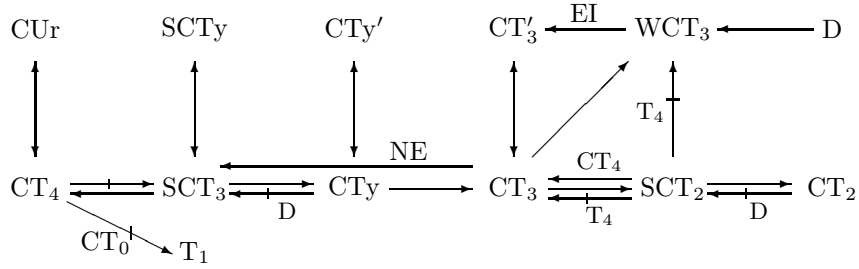 CUr SCTy CTy′ CT′₃ EI WCT₃ D
T₄
NE CT₄
CT₄ SCT₃ CTy CT₃ SCT₂ CT₂
D T₄ D
CT₀ T₁